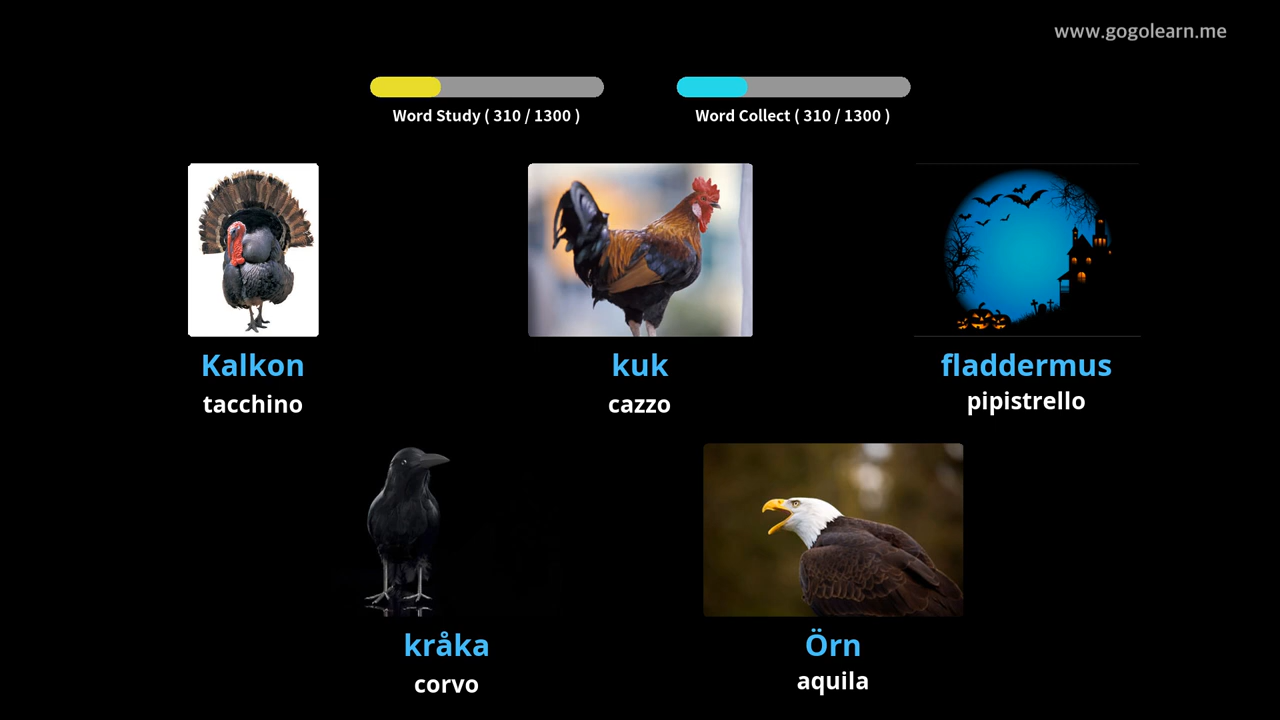 www.gogolearn.me
Word Study ( 310 / 1300 )
Word Collect ( 310 / 1300 )
Kalkon
tacchino
kuk
cazzo
fladdermus
pipistrello
kråka
corvo
Örn
aquila